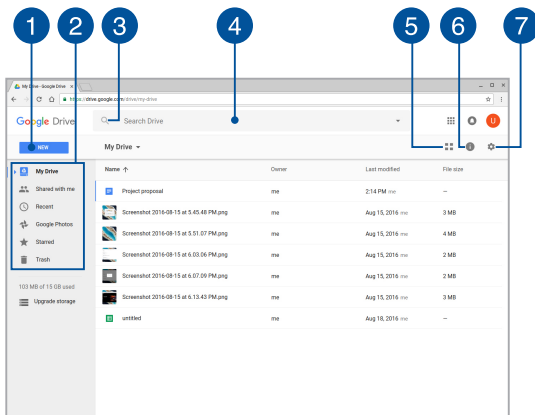 1 2 3 4 5 6 7
My Drive - Google Drive
https://drive.google.com/drive/my-drive
Google Drive
Search Drive
U
NEW
My Drive
My Drive
Shared with me
Recent
Google Photos
Starred
Trash
103 MB of 15 GB used
Upgrade storage
Name Owner Last modified File size
Project proposal me 2:14 PM me –
Screenshot 2016-08-15 at 5.45.48 PM.png me Aug 15, 2016 me 3 MB
Screenshot 2016-08-15 at 5.51.07 PM.png me Aug 15, 2016 me 4 MB
Screenshot 2016-08-15 at 6.03.06 PM.png me Aug 15, 2016 me 2 MB
Screenshot 2016-08-15 at 6.07.09 PM.png me Aug 15, 2016 me 2 MB
Screenshot 2016-08-15 at 6.13.43 PM.png me Aug 15, 2016 me 3 MB
untitled me Aug 18, 2016 me –